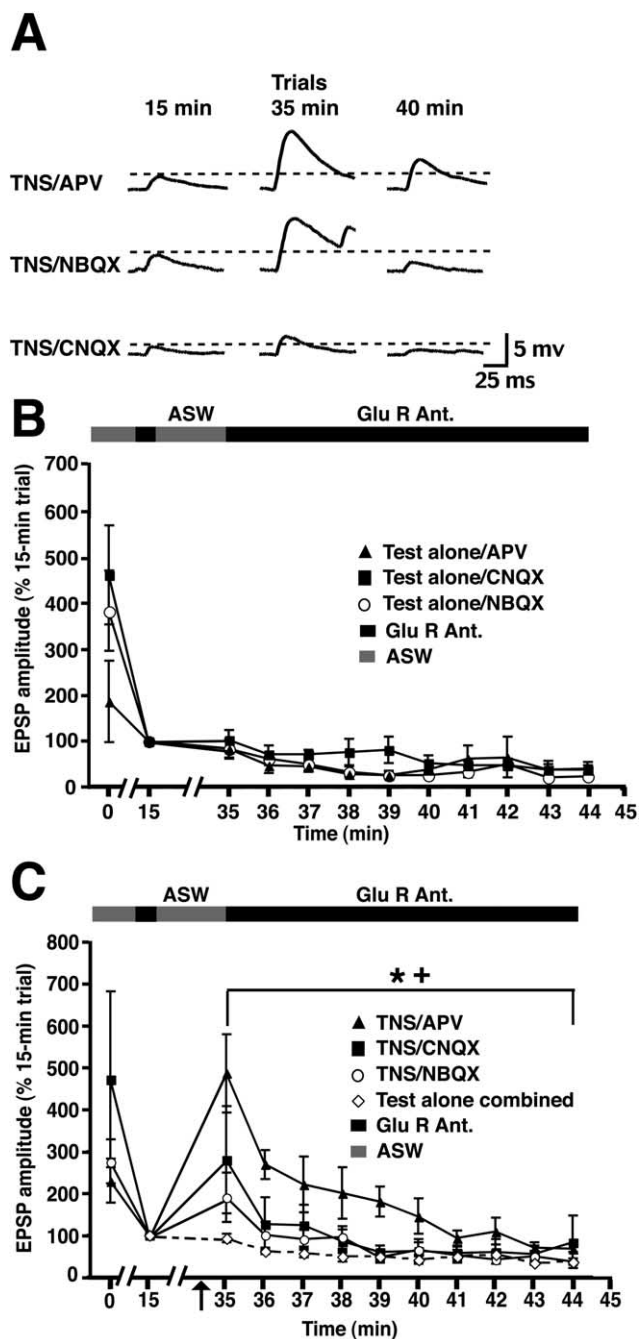 A
Trials
15 min 35 min 40 min
TNS/APV
TNS/NBQX
TNS/CNQX
5 mv
25 ms
B
ASW Glu R Ant.
EPSP amplitude (% 15-min trial)
700
600
500
400
300
200
100
0
Test alone/APV
Test alone/CNQX
Test alone/NBQX
Glu R Ant.
ASW
0 15 35 36 37 38 39 40 41 42 43 44 45
Time (min)
C
ASW Glu R Ant.
EPSP amplitude (% 15-min trial)
800
700
600
500
400
300
200
100
0
* +
TNS/APV
TNS/CNQX
TNS/NBQX
Test alone combined
Glu R Ant.
ASW
0 15 35 36 37 38 39 40 41 42 43 44 45
Time (min)